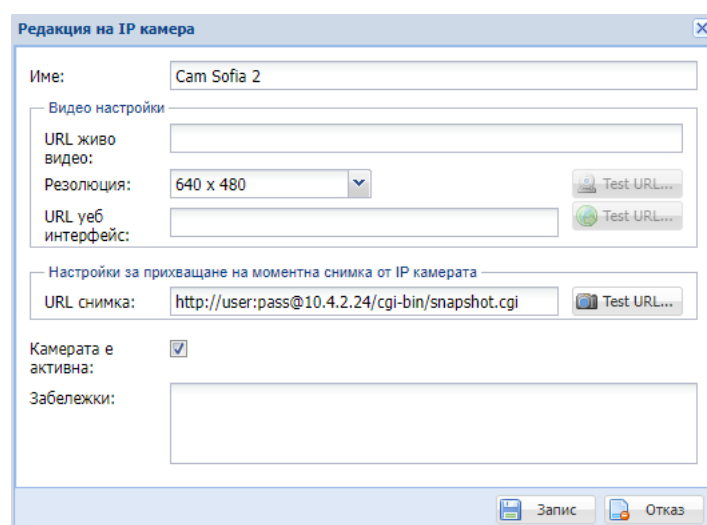 Редакция на IP камера
Име: Cam Sofia 2
Видео настройки
URL живо
видео:
Резолюция: 640 x 480 Test URL...
URL уеб
интерфейс: Test URL...
Настройки за прихващане на моментна снимка от IP камерата
URL снимка: http://user:pass@10.4.2.24/cgi-bin/snapshot.cgi Test URL...
Камерата е
активна:
Забележки:
Запис Отказ